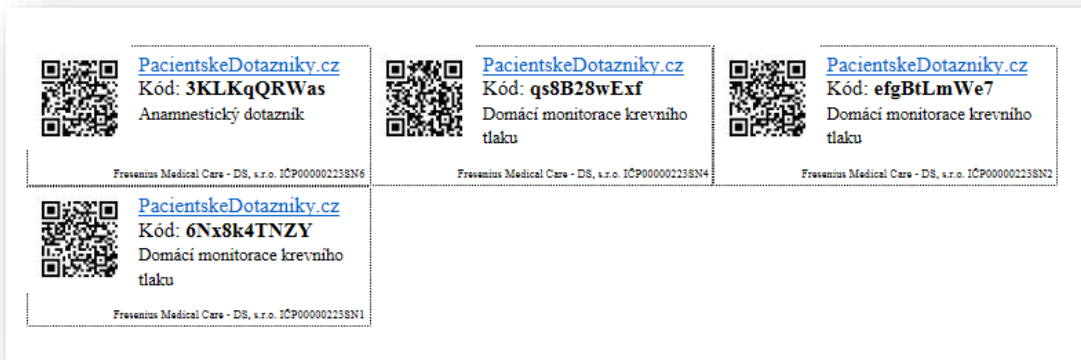 PacientskeDotazniky.cz
Kód: 3KLKqQRWas
Anamnestický dotazník
Fresenius Medical Care - DS, s.r.o. IČP00000223SN6
PacientskeDotazniky.cz
Kód: qs8B28wExf
Domácí monitorace krevního
tlaku
Fresenius Medical Care - DS, s.r.o. IČP00000223SN4
PacientskeDotazniky.cz
Kód: efgBtLmWe7
Domácí monitorace krevního
tlaku
Fresenius Medical Care - DS, s.r.o. IČP00000223SN2
PacientskeDotazniky.cz
Kód: 6Nx8k4TNZY
Domácí monitorace krevního
tlaku
Fresenius Medical Care - DS, s.r.o. IČP00000223SN1